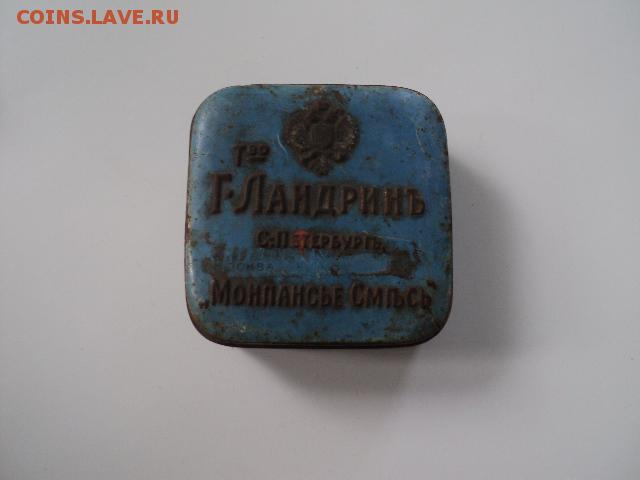 COINS.LAVE.RU
Т-во
Г. Ландринъ
С.-Петербургъ
"Монпансье Смѣсь"